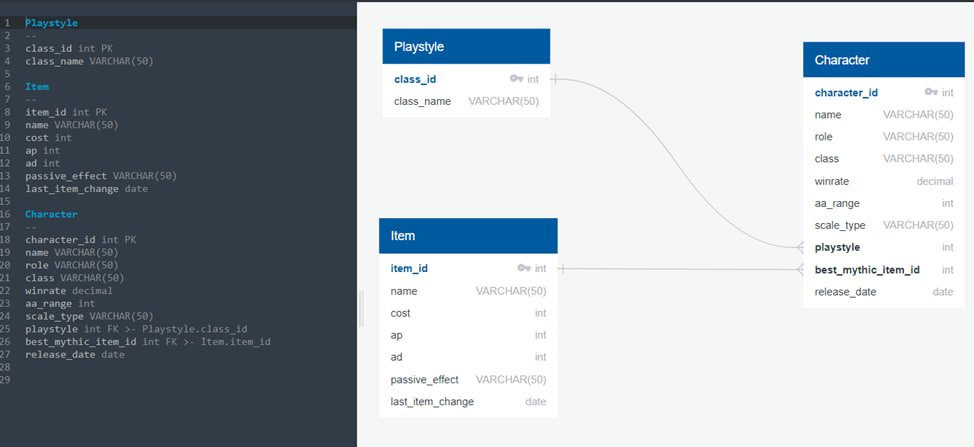 1 Playstyle
2 --
3 class_id int PK
4 class_name VARCHAR(50)
5
6 Item
7 --
8 item_id int PK
9 name VARCHAR(50)
10 cost int
11 ap int
12 ad int
13 passive_effect VARCHAR(50)
14 last_item_change date
15
16 Character
17 --
18 character_id int PK
19 name VARCHAR(50)
20 role VARCHAR(50)
21 class VARCHAR(50)
22 winrate decimal
23 aa_range int
24 scale_type VARCHAR(50)
25 playstyle int FK >- Playstyle.class_id
26 best_mythic_item_id int FK >- Item.item_id
27 release_date date
28
29
Playstyle
class_id int
class_name VARCHAR(50)
Item
item_id int
name VARCHAR(50)
cost int
ap int
ad int
passive_effect VARCHAR(50)
last_item_change date
Character
character_id int
name VARCHAR(50)
role VARCHAR(50)
class VARCHAR(50)
winrate decimal
aa_range int
scale_type VARCHAR(50)
playstyle int
best_mythic_item_id int
release_date date